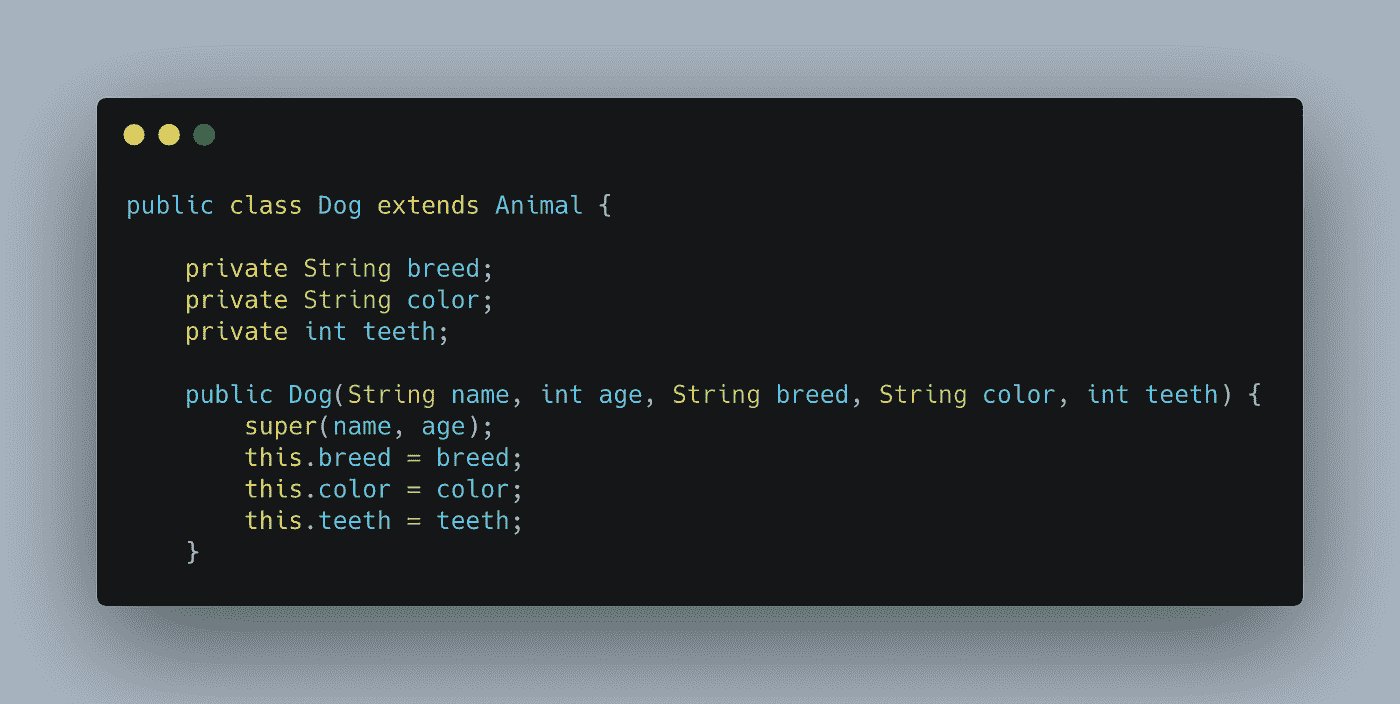 public class Dog extends Animal {
private String breed;
private String color;
private int teeth;
public Dog(String name, int age, String breed, String color, int teeth) {
super(name, age);
this.breed = breed;
this.color = color;
this.teeth = teeth;
}